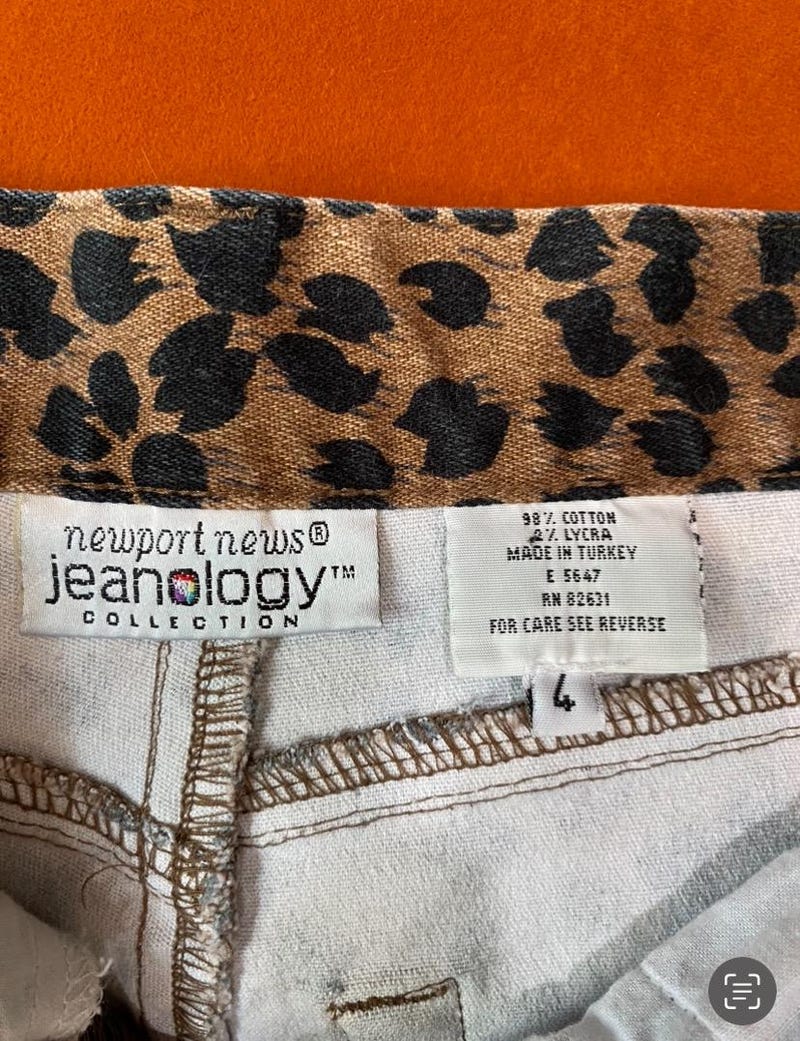 newport news®
jeanology™
COLLECTION
98% COTTON
2% LYCRA
MADE IN TURKEY
E 5647
RN 82631
FOR CARE SEE REVERSE
4